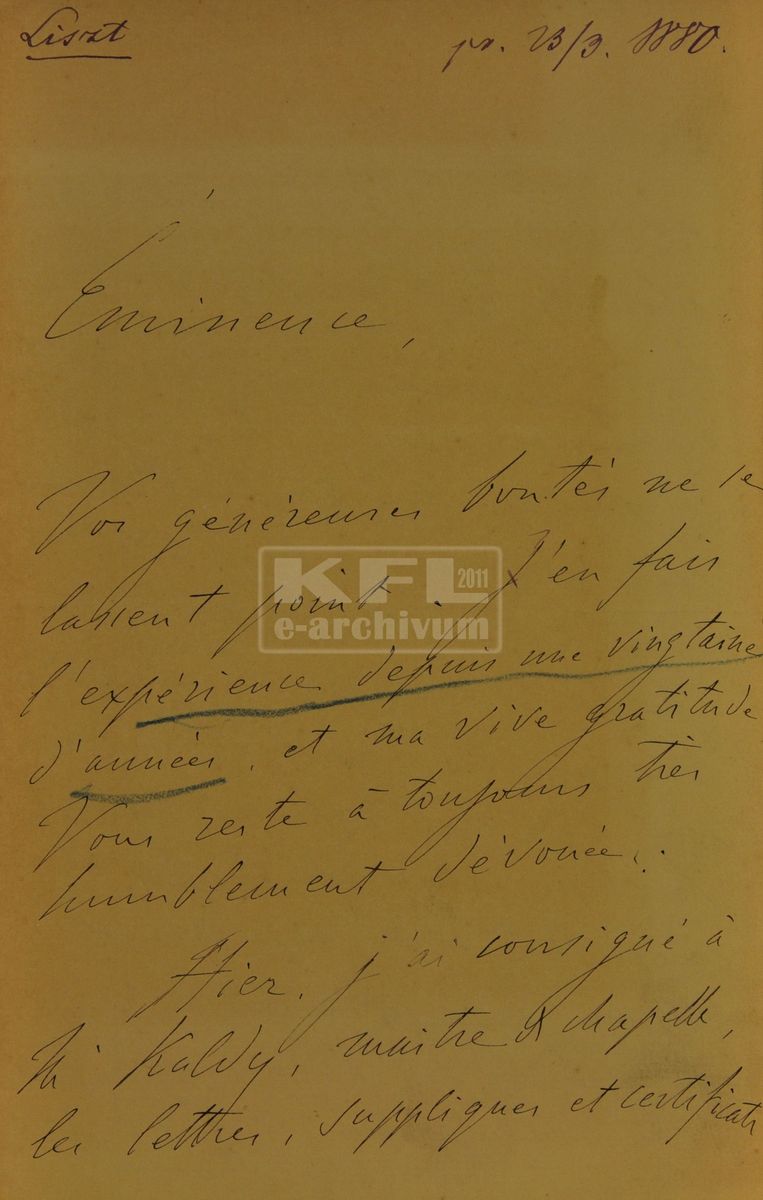 Liszt
pr. 23/3. 1880.
Éminence,
Vos généreuses bontés ne se
lassent point. J'en fais
l'expérience depuis une vingtaine
d'années, et ma vive gratitude
Vous reste à toujours très
humblement dévouée.
KFL 2011
e-archivum
Hier, j'ai consigné à
Mr Kaldy, maitre d chapelle,
les lettres, suppliques et certificats